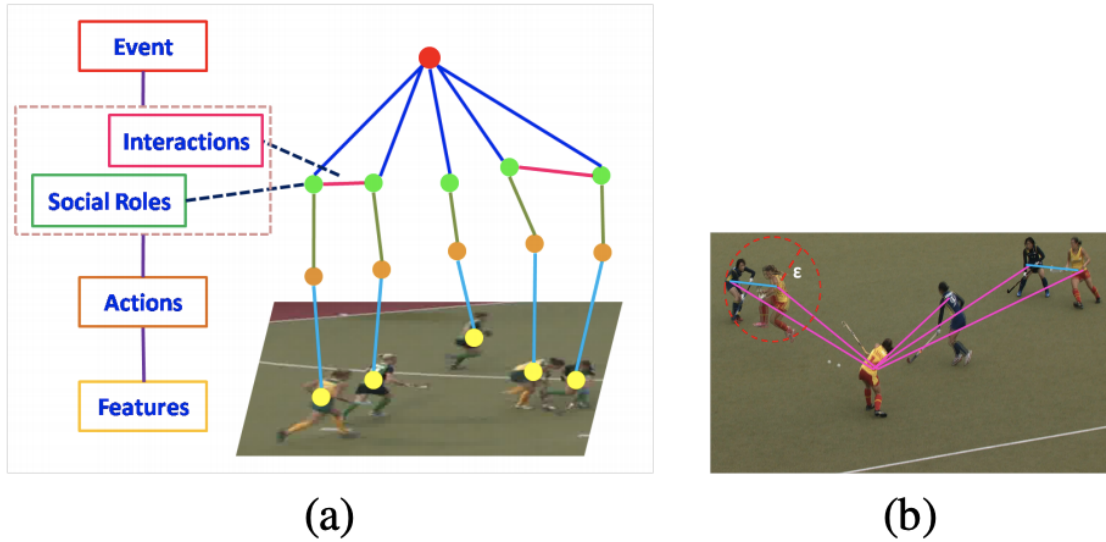 Event
Interactions
Social Roles
Actions
Features
ε
(a)
(b)